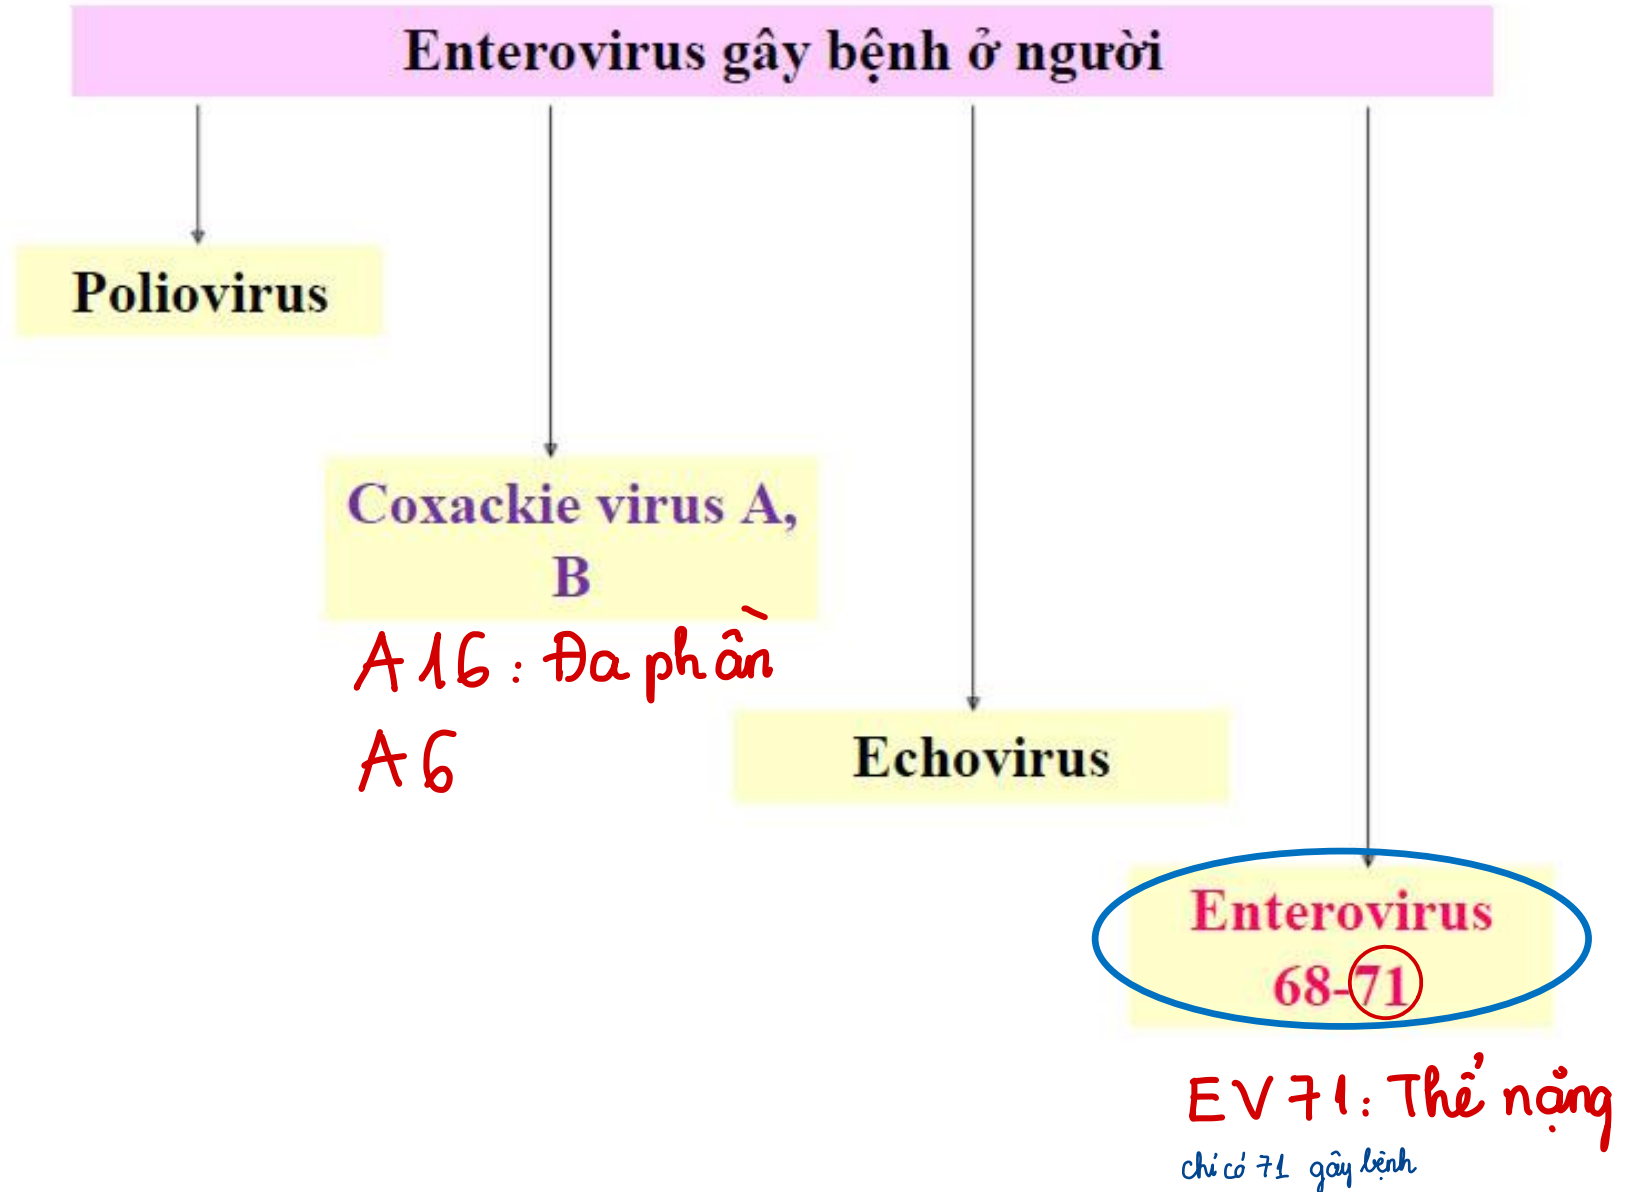 Enterovirus gây bệnh ở người
Poliovirus
Coxackie virus A,
B
A16: Đa phần
A6
Echovirus
Enterovirus
68-71
EV71: Thể nặng
chỉ có 71 gây bệnh